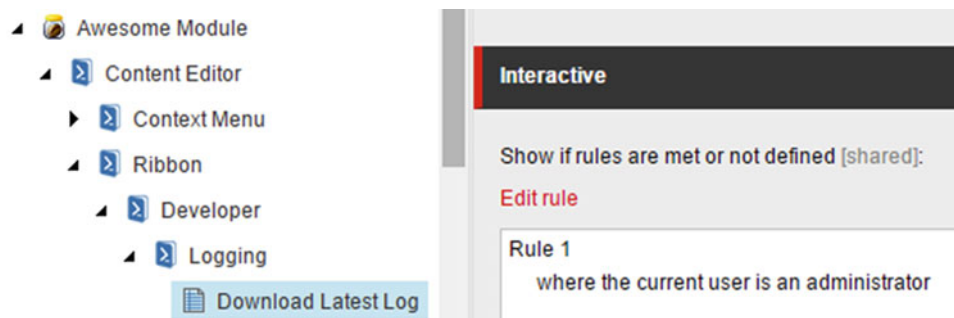 Awesome Module
Content Editor
Context Menu
Ribbon
Developer
Logging
Download Latest Log
Interactive
Show if rules are met or not defined [shared]:
Edit rule
Rule 1
where the current user is an administrator